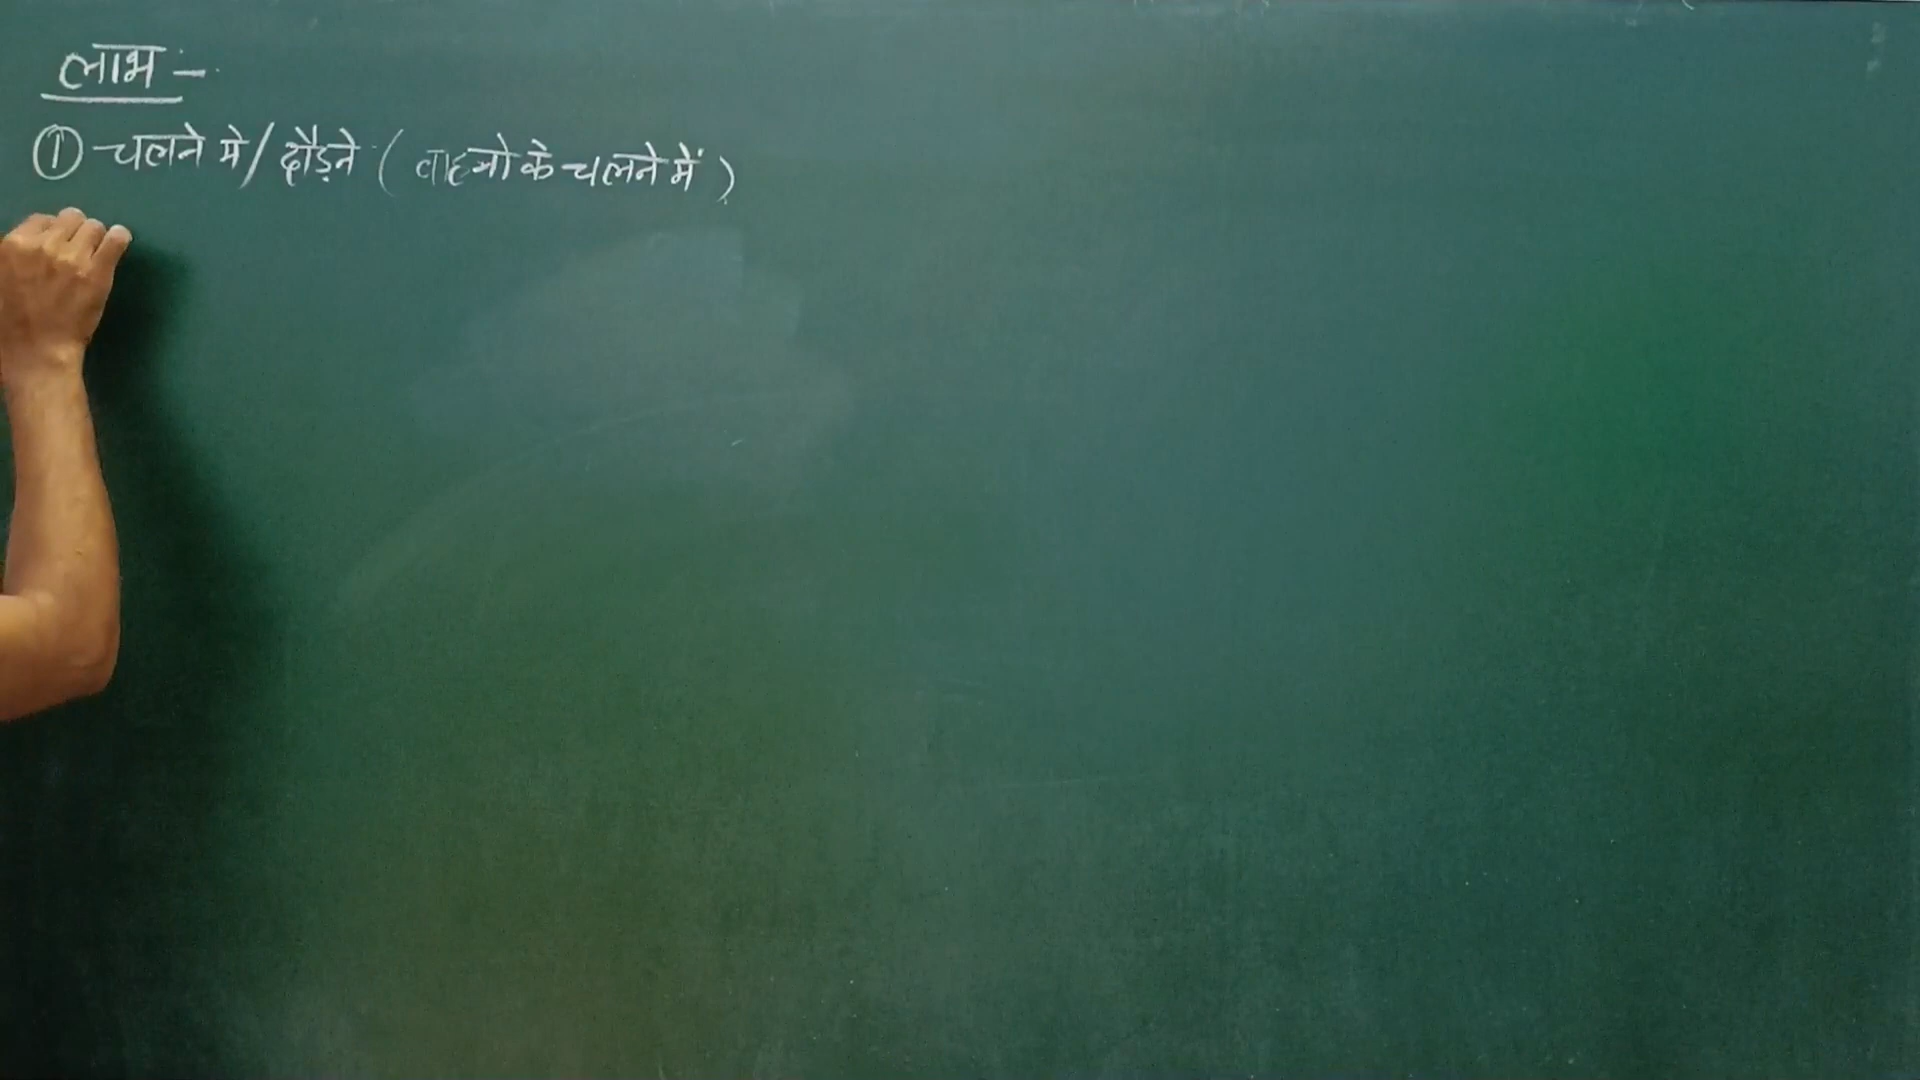 लाभ :-
① चलने मे / दौड़ने ( वाहनो के चलने में )